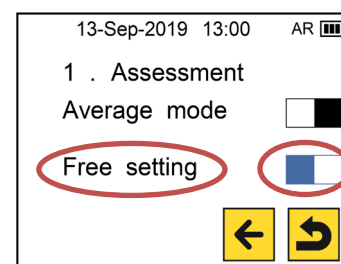 13-Sep-2019 13:00 AR
1 . Assessment
Average mode
Free setting